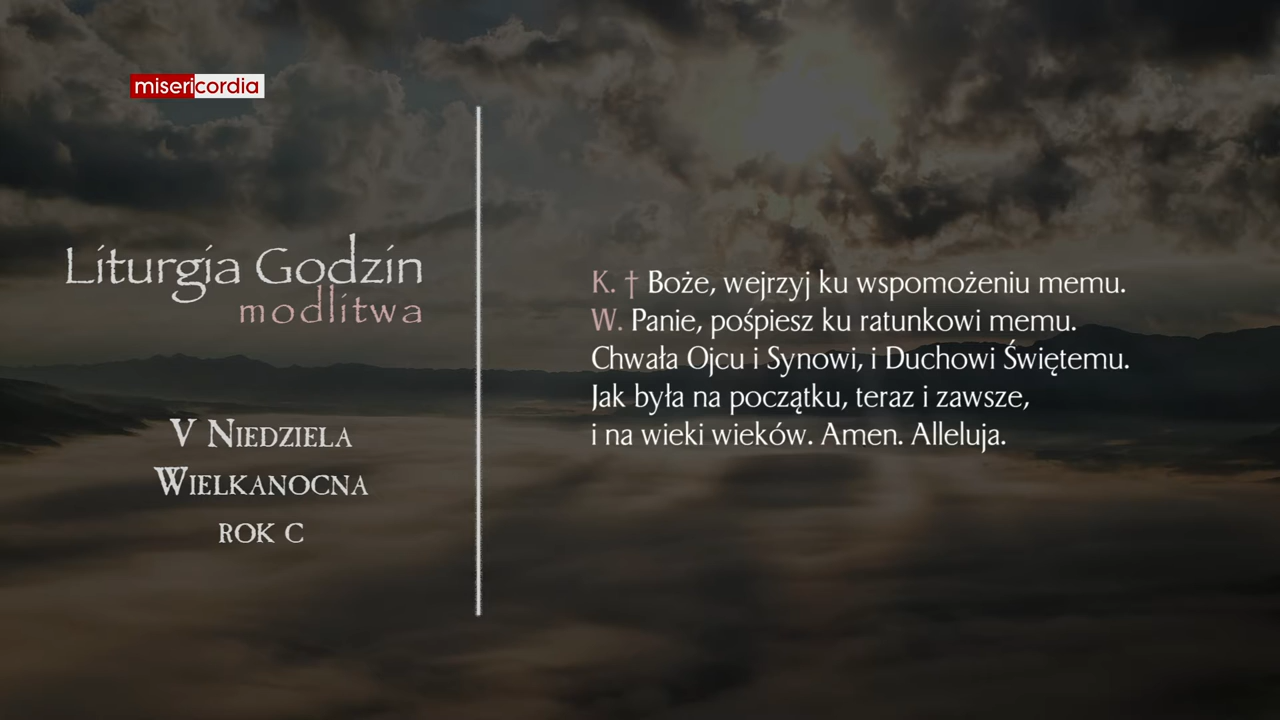 misericordia
Liturgia Godzin
modlitwa
V Niedziela
Wielkanocna
rok C
K. † Boże, wejrzyj ku wspomożeniu memu.
W. Panie, pośpiesz ku ratunkowi memu.
Chwała Ojcu i Synowi, i Duchowi Świętemu.
Jak była na początku, teraz i zawsze,
i na wieki wieków. Amen. Alleluja.